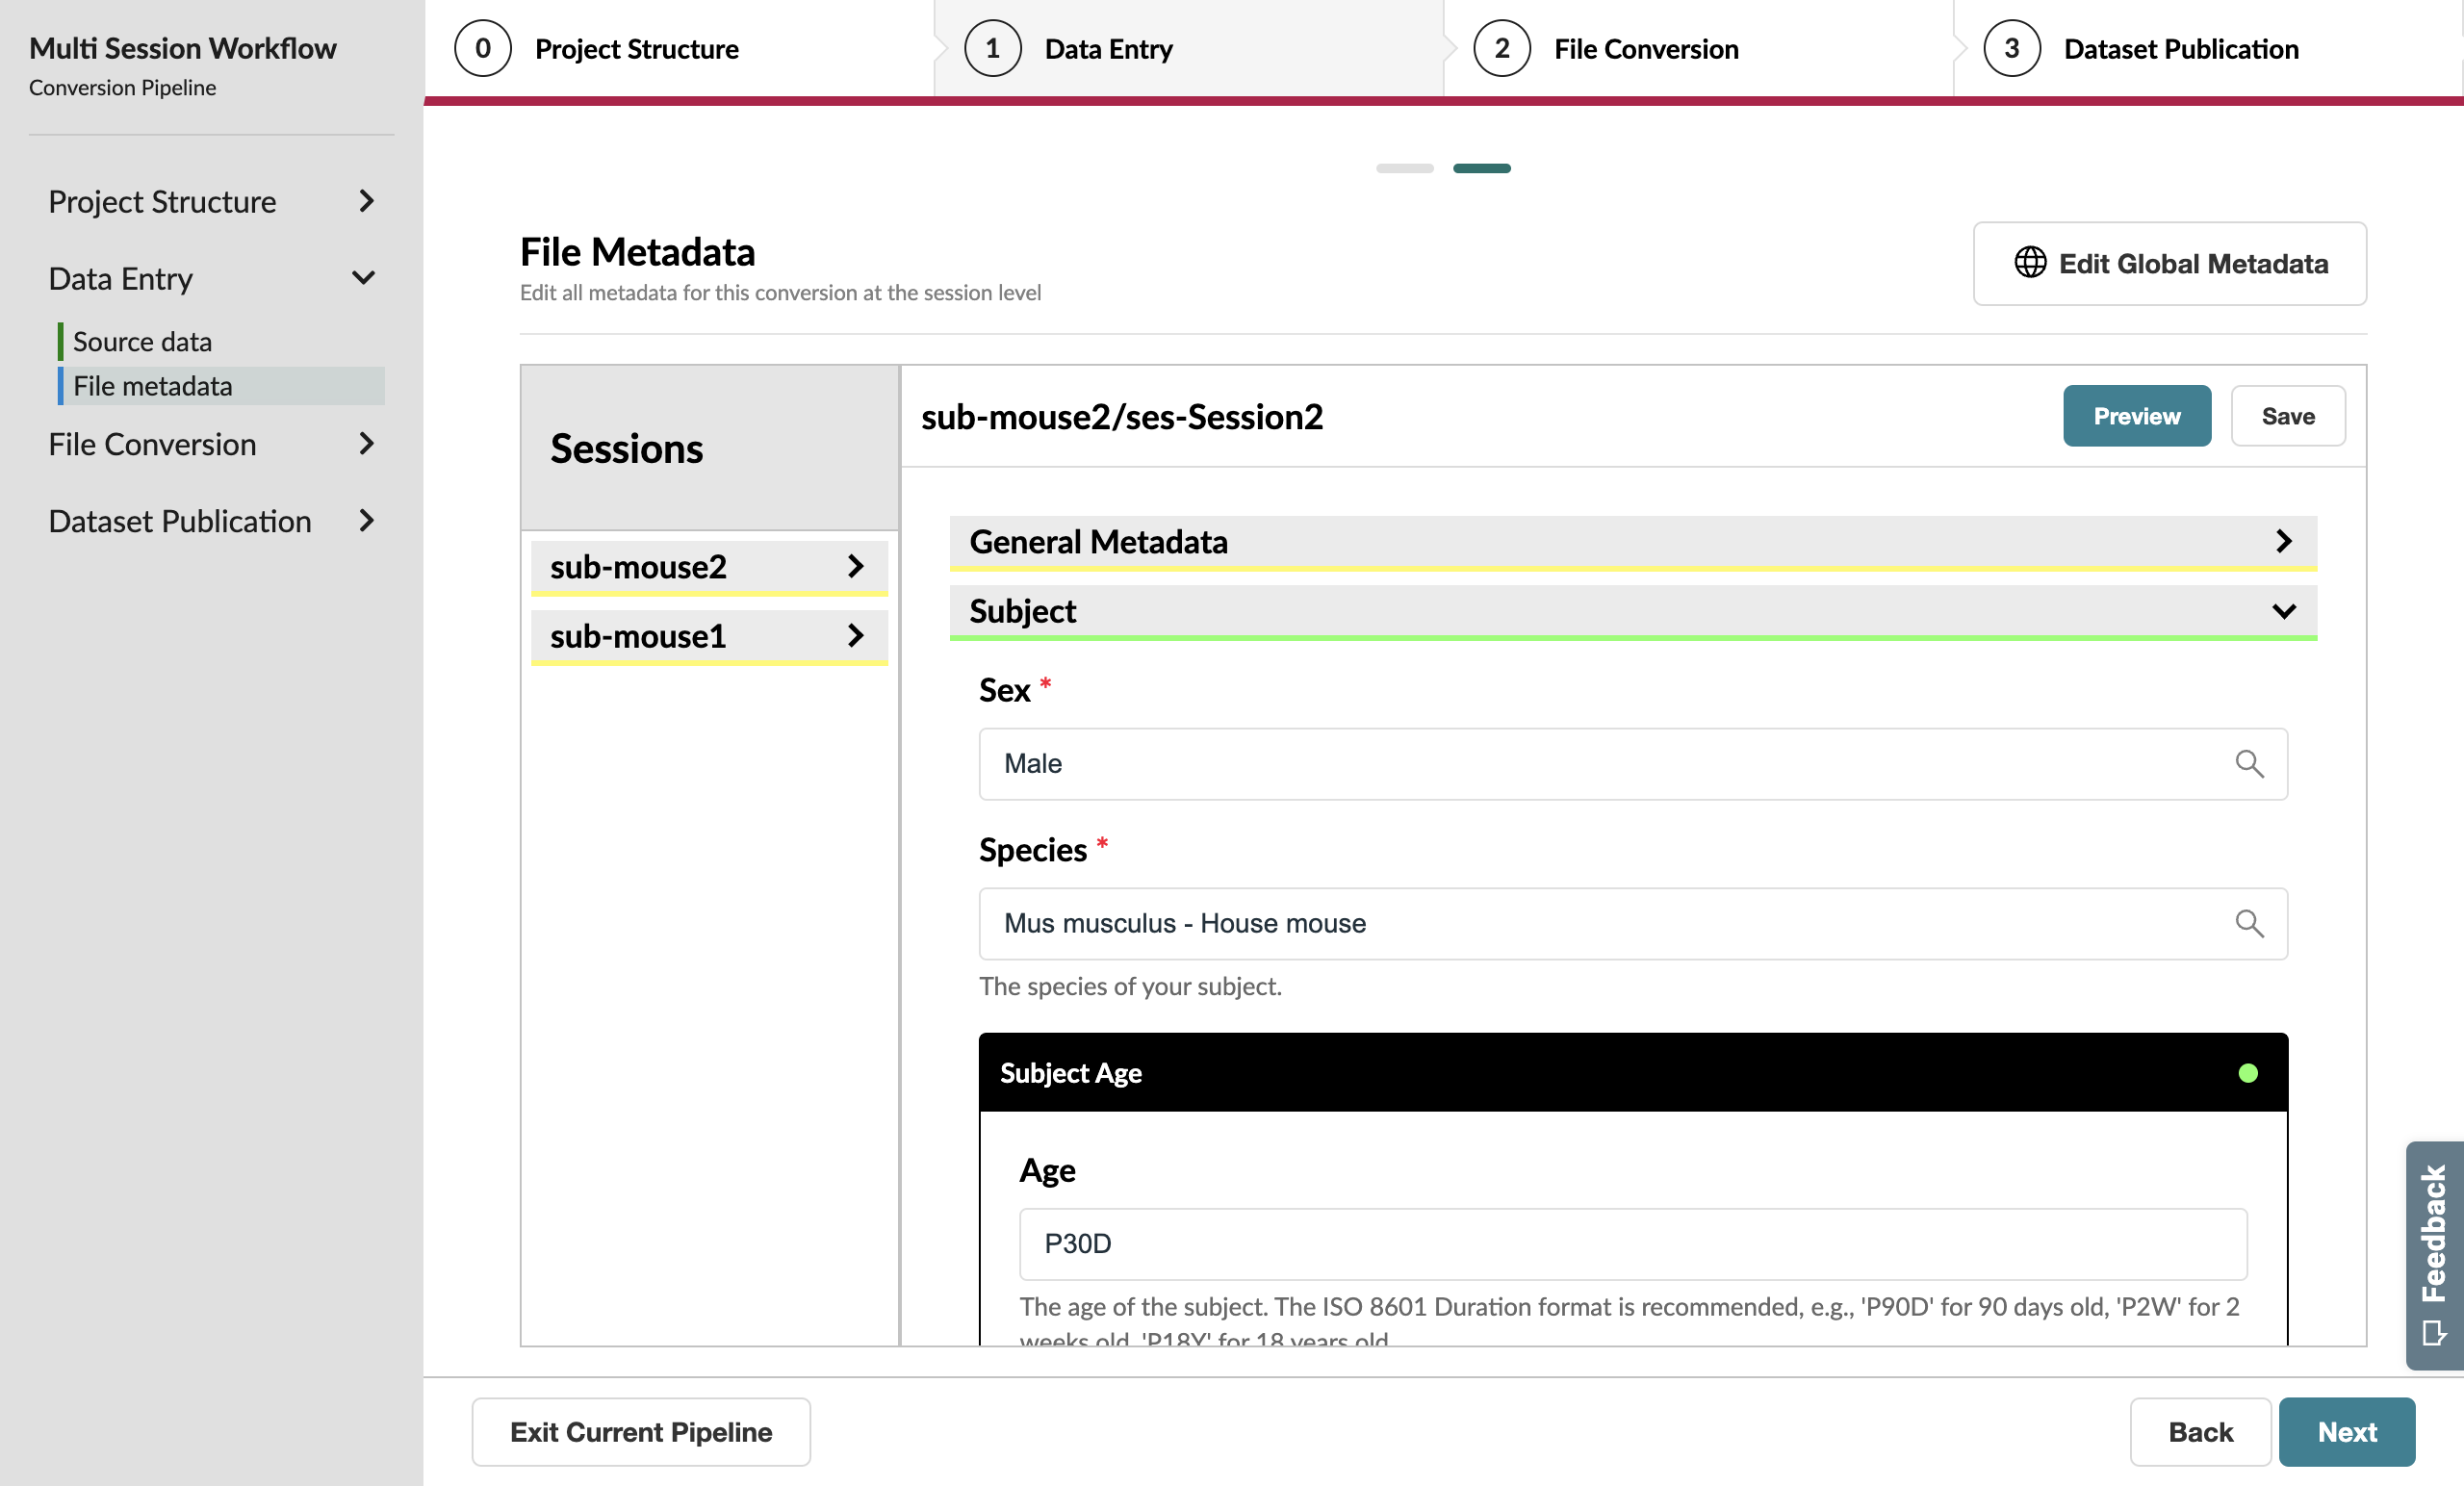 Multi Session Workflow
Conversion Pipeline
Project Structure
Data Entry
Source data
File metadata
File Conversion
Dataset Publication
0 Project Structure
1 Data Entry
2 File Conversion
3 Dataset Publication
File Metadata
Edit all metadata for this conversion at the session level
Edit Global Metadata
Sessions
sub-mouse2
sub-mouse1
sub-mouse2/ses-Session2
Preview
Save
General Metadata
Subject
Sex *
Male
Species *
Mus musculus - House mouse
The species of your subject.
Subject Age
Age
P30D
The age of the subject. The ISO 8601 Duration format is recommended, e.g., 'P90D' for 90 days old, 'P2W' for 2
weeks old, 'P18Y' for 18 years old
Feedback
Exit Current Pipeline
Back
Next